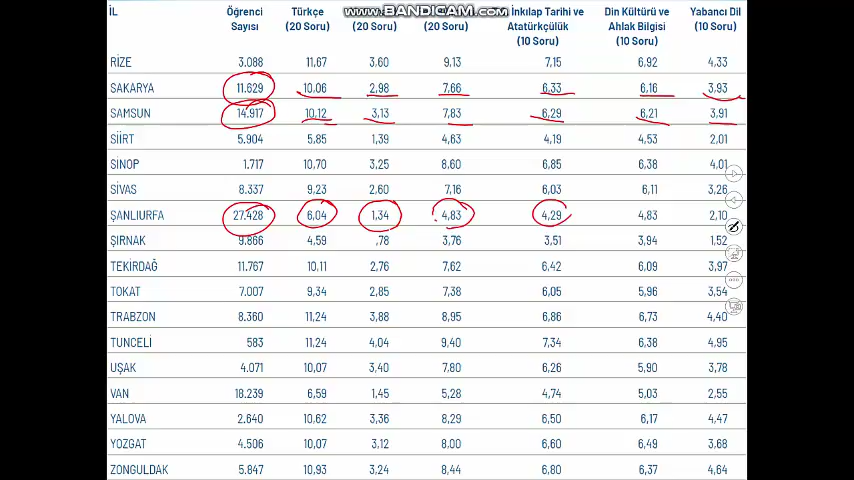 www.BANDICAM.com
İL Öğrenci Sayısı Türkçe (20 Soru) (20 Soru) (20 Soru) İnkılap Tarihi ve Atatürkçülük (10 Soru) Din Kültürü ve Ahlak Bilgisi (10 Soru) Yabancı Dil (10 Soru)
RİZE 3.088 11,67 3,60 9,13 7,15 6,92 4,33
SAKARYA 11.629 10,06 2,98 7,66 6,33 6,16 3,93
SAMSUN 14.917 10,12 3,13 7,83 6,29 6,21 3,91
SİİRT 5.904 5,85 1,39 4,63 4,19 4,53 2,01
SİNOP 1.717 10,70 3,25 8,60 6,85 6,38 4,01
SİVAS 8.337 9,23 2,60 7,16 6,03 6,11 3,26
ŞANLIURFA 27.428 6,04 1,34 4,83 4,29 4,83 2,10
ŞIRNAK 9.866 4,59 ,78 3,76 3,51 3,94 1,52
TEKİRDAĞ 11.767 10,11 2,76 7,62 6,42 6,09 3,97
TOKAT 7.007 9,34 2,85 7,38 6,05 5,96 3,54
TRABZON 8.360 11,24 3,88 8,95 6,86 6,73 4,40
TUNCELİ 583 11,24 4,04 9,40 7,34 6,38 4,95
UŞAK 4.071 10,07 3,40 7,80 6,26 5,90 3,78
VAN 18.239 6,59 1,45 5,28 4,74 5,03 2,55
YALOVA 2.640 10,62 3,36 8,29 6,50 6,17 4,47
YOZGAT 4.506 10,07 3,12 8,00 6,60 6,49 3,68
ZONGULDAK 5.847 10,93 3,24 8,44 6,80 6,37 4,64